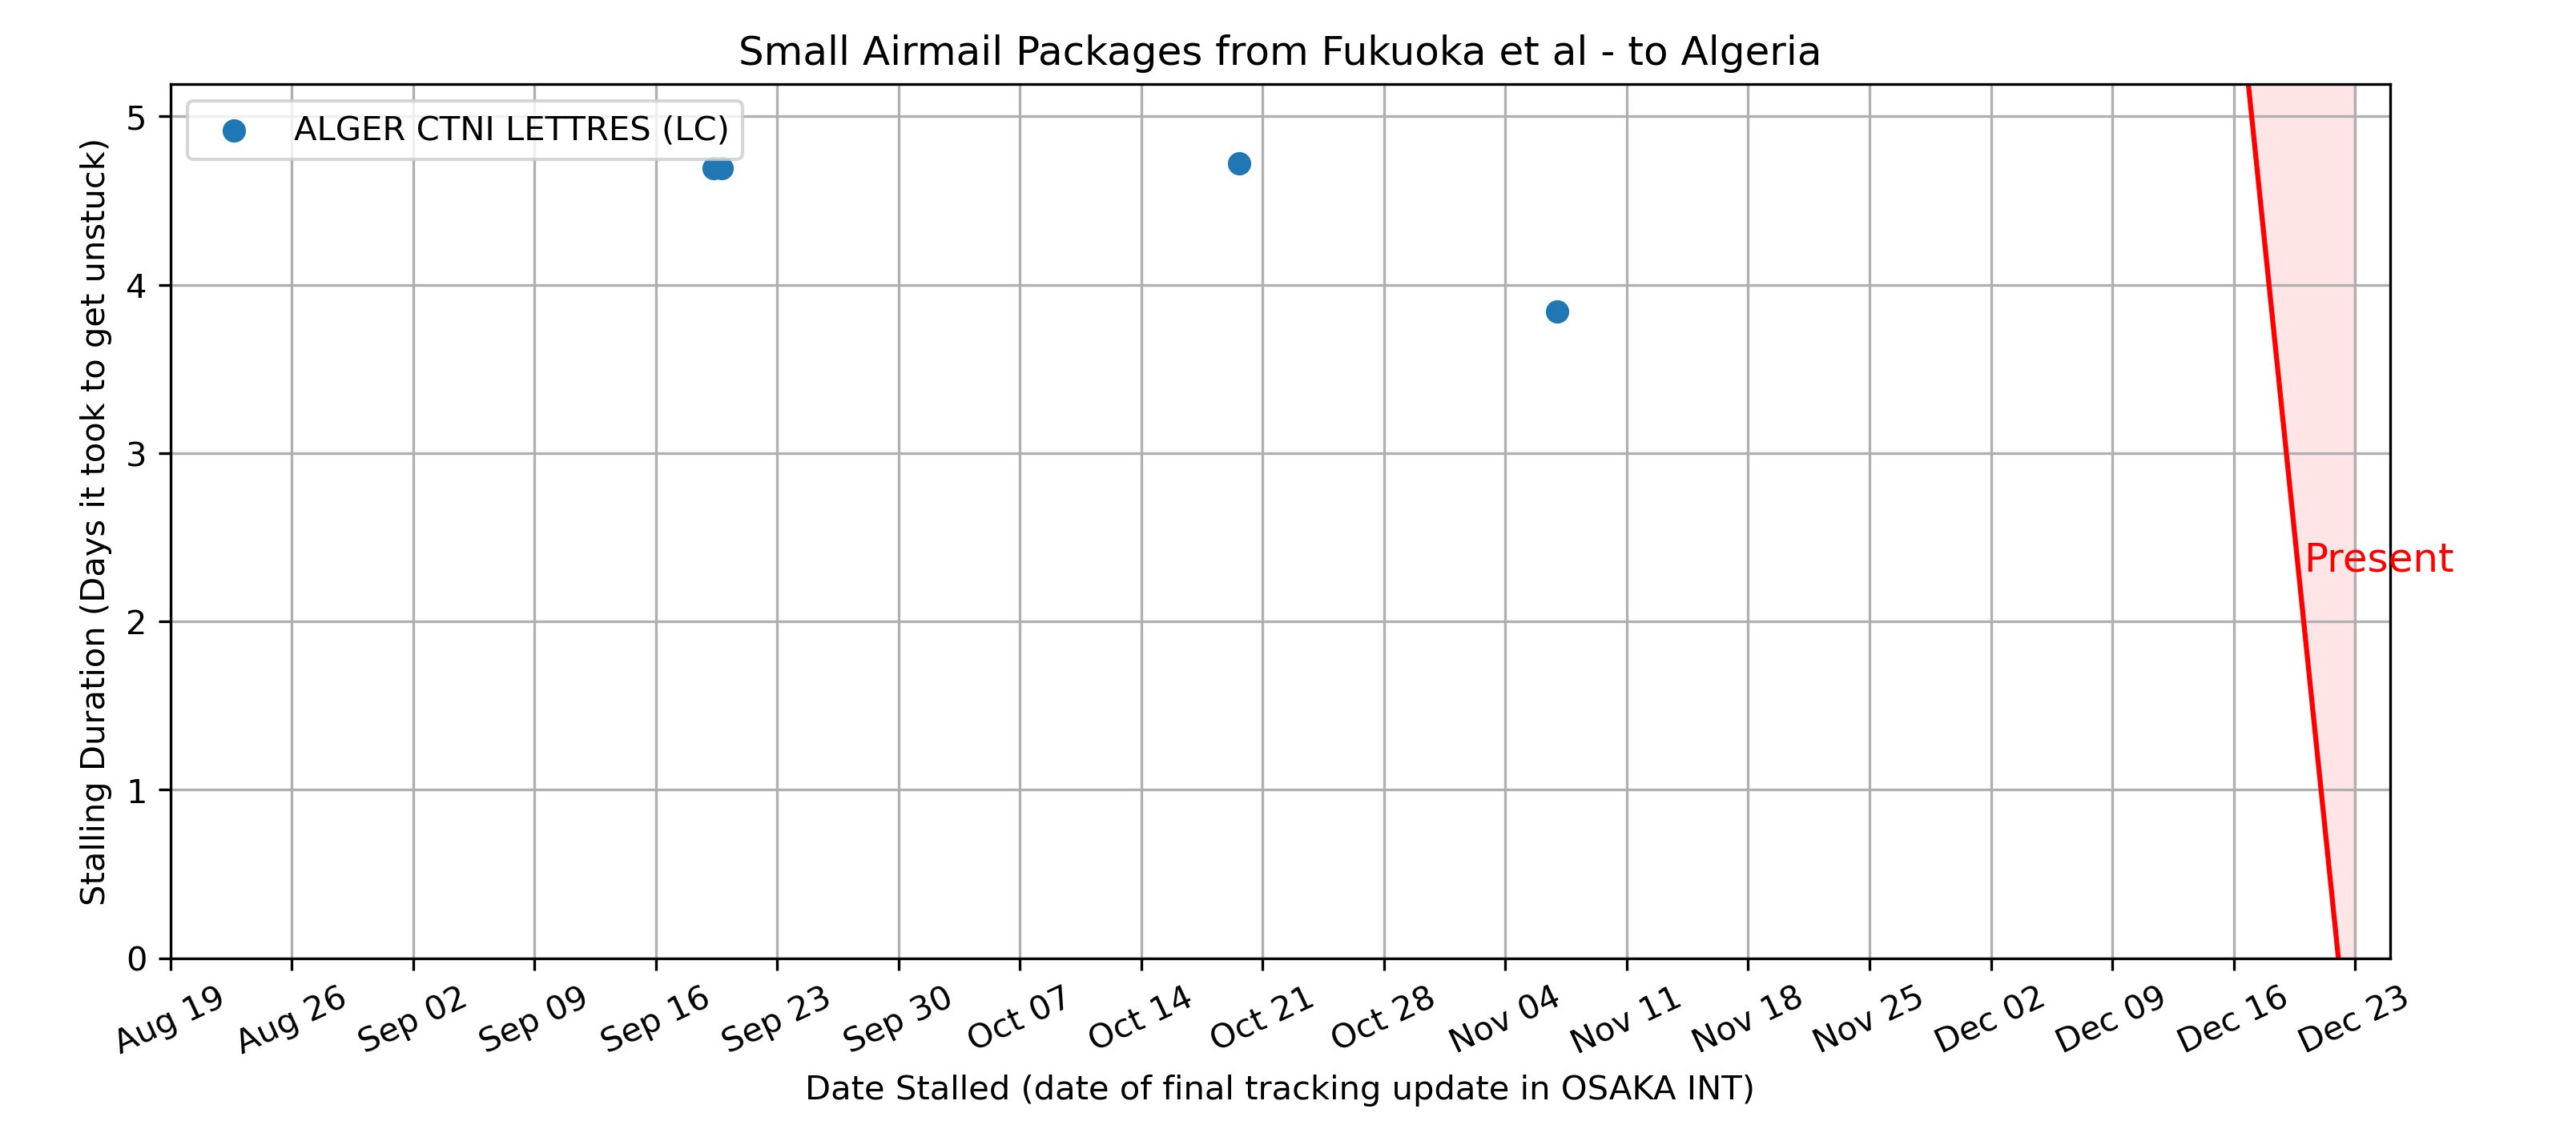 Small Airmail Packages from Fukuoka et al - to Algeria
ALGER CTNI LETTRES (LC)
Stalling Duration (Days it took to get unstuck)
5
4
3
2
1
0
Present
Aug 19
Aug 26
Sep 02
Sep 09
Sep 16
Sep 23
Sep 30
Oct 07
Oct 14
Oct 21
Oct 28
Nov 04
Nov 11
Nov 18
Nov 25
Dec 02
Dec 09
Dec 16
Dec 23
Date Stalled (date of final tracking update in OSAKA INT)